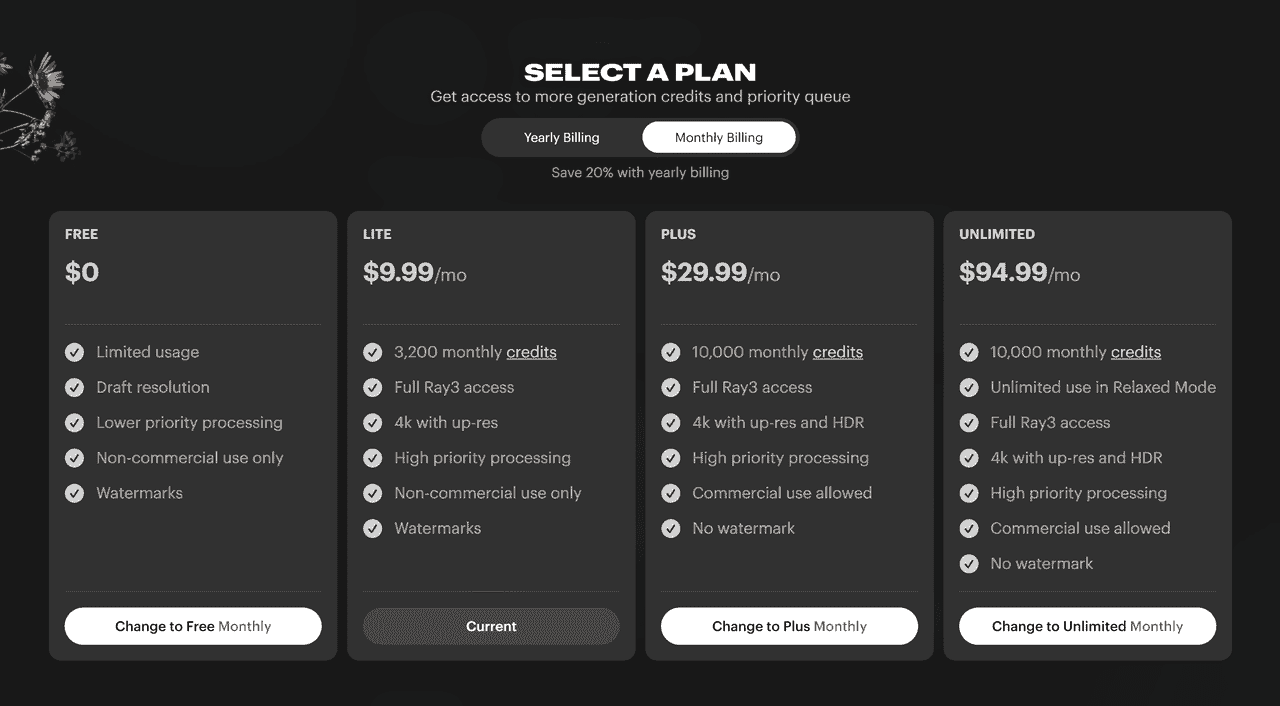 SELECT A PLAN
Get access to more generation credits and priority queue
Yearly Billing
Monthly Billing
Save 20% with yearly billing
FREE
$0
Limited usage
Draft resolution
Lower priority processing
Non-commercial use only
Watermarks
Change to Free Monthly
LITE
$9.99/mo
3,200 monthly credits
Full Ray3 access
4k with up-res
High priority processing
Non-commercial use only
Watermarks
Current
PLUS
$29.99/mo
10,000 monthly credits
Full Ray3 access
4k with up-res and HDR
High priority processing
Commercial use allowed
No watermark
Change to Plus Monthly
UNLIMITED
$94.99/mo
10,000 monthly credits
Unlimited use in Relaxed Mode
Full Ray3 access
4k with up-res and HDR
High priority processing
Commercial use allowed
No watermark
Change to Unlimited Monthly